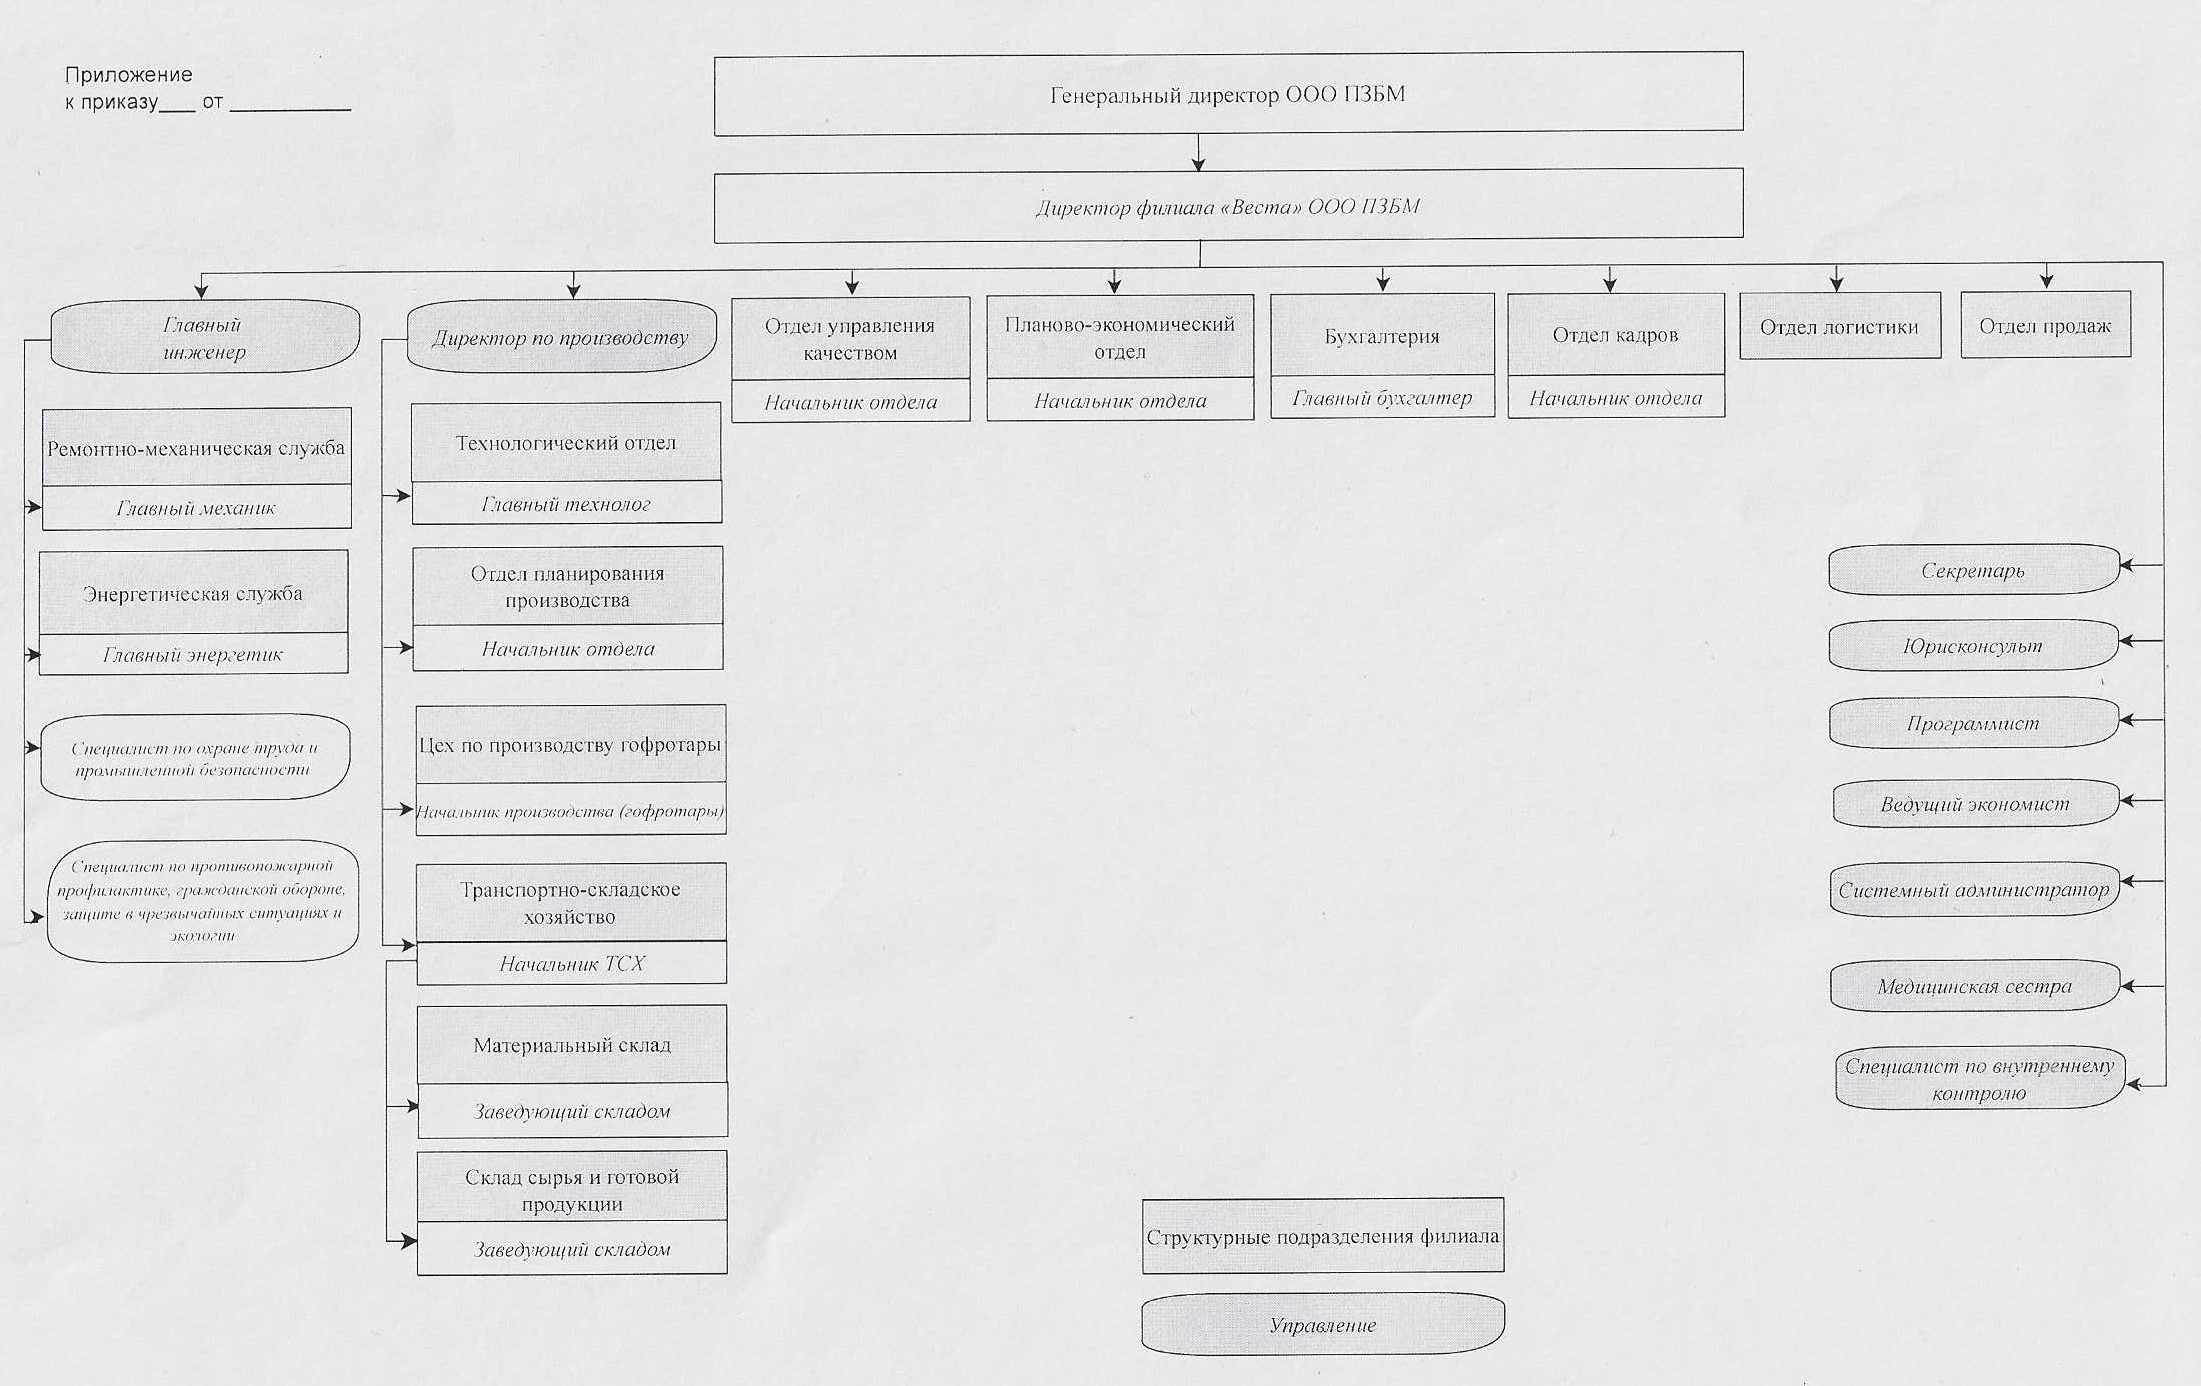 Приложение
к приказу___ от __________
Генеральный директор ООО ПЗБМ
Директор филиала «Веста» ООО ПЗБМ
Главный
инженер
Директор по производству
Отдел управления
качеством
Начальник отдела
Планово-экономический
отдел
Начальник отдела
Бухгалтерия
Главный бухгалтер
Отдел кадров
Начальник отдела
Отдел логистики
Отдел продаж
Ремонтно-механическая служба
Главный механик
Энергетическая служба
Главный энергетик
Специалист по охране труда и
промышленной безопасности
Специалист по противопожарной
профилактике, гражданской обороне,
защите в чрезвычайных ситуациях и
экологии
Технологический отдел
Главный технолог
Отдел планирования
производства
Начальник отдела
Цех по производству гофротары
Начальник производства (гофротары)
Транспортно-складское
хозяйство
Начальник ТСХ
Материальный склад
Заведующий складом
Склад сырья и готовой
продукции
Заведующий складом
Секретарь
Юрисконсульт
Программист
Ведущий экономист
Системный администратор
Медицинская сестра
Специалист по внутреннему
контролю
Структурные подразделения филиала
Управление